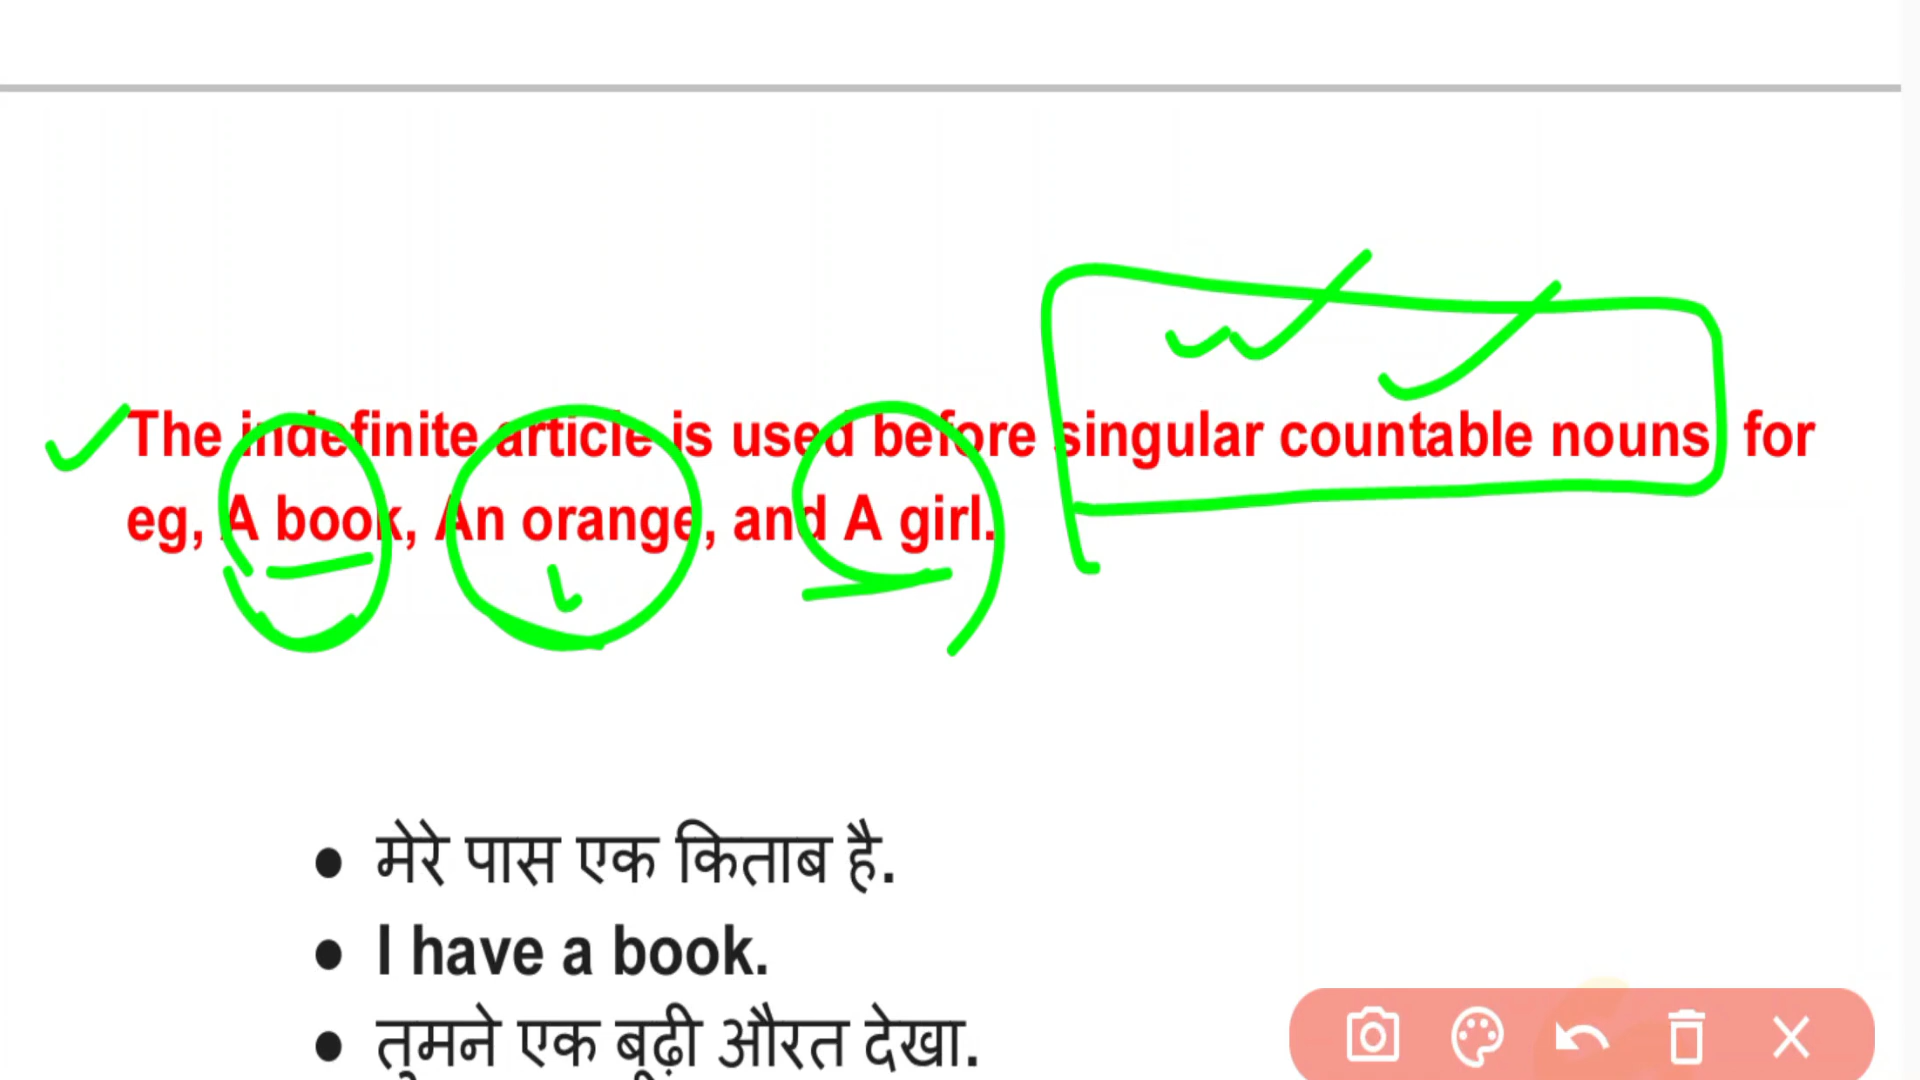 The indefinite article is used before singular countable nouns for
eg, A book, An orange, and A girl.
मेरे पास एक किताब है.
I have a book.
तुमने एक बूढ़ी औरत देखा.